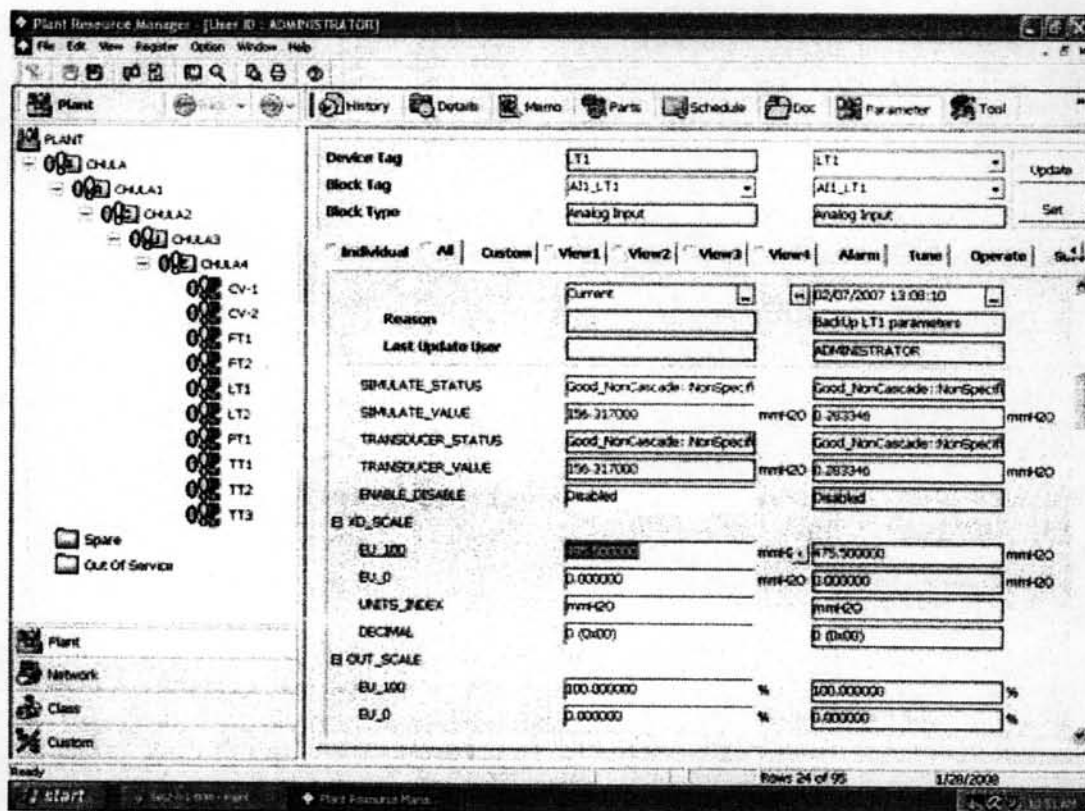 Plant Resource Manager - [User ID : ADMINISTRATOR]
File Edit View Register Option Window Help
Plant
History Details Memo Parts Schedule Doc Parameter Tool
PLANT
CHULA
CHULA1
CHULA2
CHULA3
CHULA4
CV-1
CV-2
FT1
FT2
LT1
LT2
PT1
TT1
TT2
TT3
Spare
Out Of Service
Plant
Network
Class
Custom
Device Tag LT1 LT1 Update
Block Tag AI1_LT1 AI1_LT1
Block Type Analog Input Analog Input Set
Individual All Custom View1 View2 View3 View4 Alarm Tune Operate
Current 02/07/2007 13:08:10
Reason BackUp LT1 parameters
Last Update User ADMINISTRATOR
SIMULATE_STATUS Good_NonCascade::NonSpecifi Good_NonCascade::NonSpecifi
SIMULATE_VALUE 156.317000 mmH2O 0.283346 mmH2O
TRANSDUCER_STATUS Good_NonCascade::NonSpecifi Good_NonCascade::NonSpecifi
TRANSDUCER_VALUE 156.317000 mmH2O 0.283346 mmH2O
ENABLE_DISABLE Disabled Disabled
XD_SCALE
EU_100 475.500000 mmH2O
EU_0 0.000000 mmH2O 0.000000 mmH2O
UNITS_INDEX mmH2O mmH2O
DECIMAL 0 (0x00) 0 (0x00)
OUT_SCALE
EU_100 100.000000 % 100.000000 %
EU_0 0.000000 % 0.000000 %
Ready Rows 24 of 95 1/28/2008
start Plant Resource Mana...